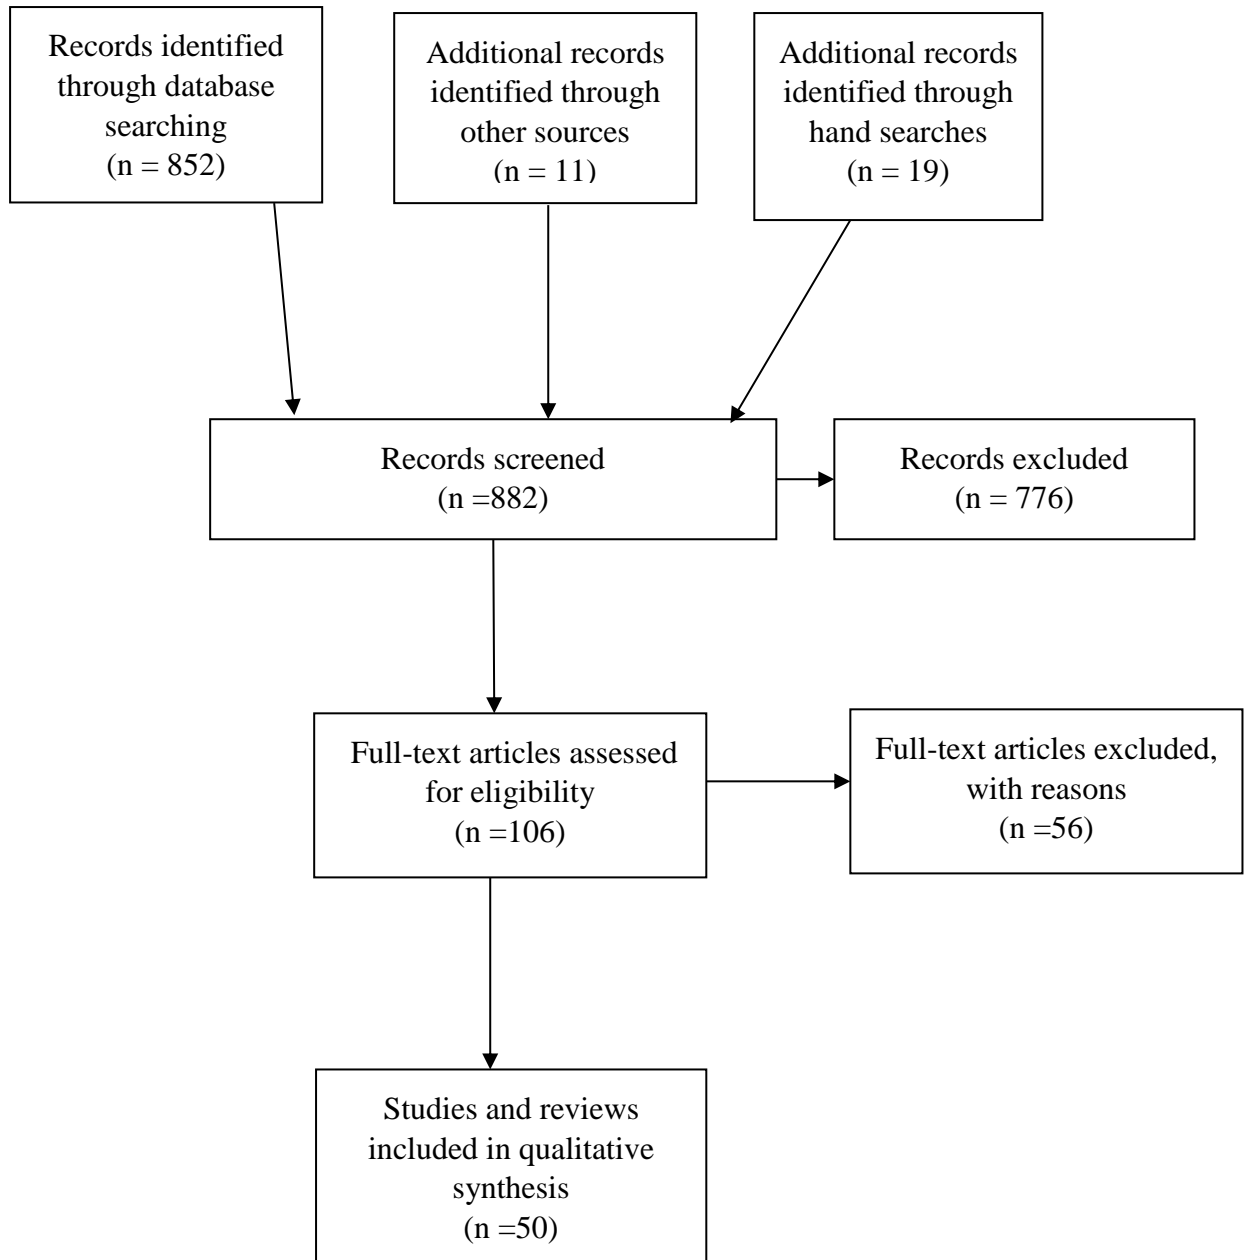 Records identified
through database
searching
(n = 852)
Additional records
identified through
other sources
(n = 11)
Additional records
identified through
hand searches
(n = 19)
Records screened
(n =882)
Records excluded
(n = 776)
Full-text articles assessed
for eligibility
(n =106)
Full-text articles excluded,
with reasons
(n =56)
Studies and reviews
included in qualitative
synthesis
(n =50)